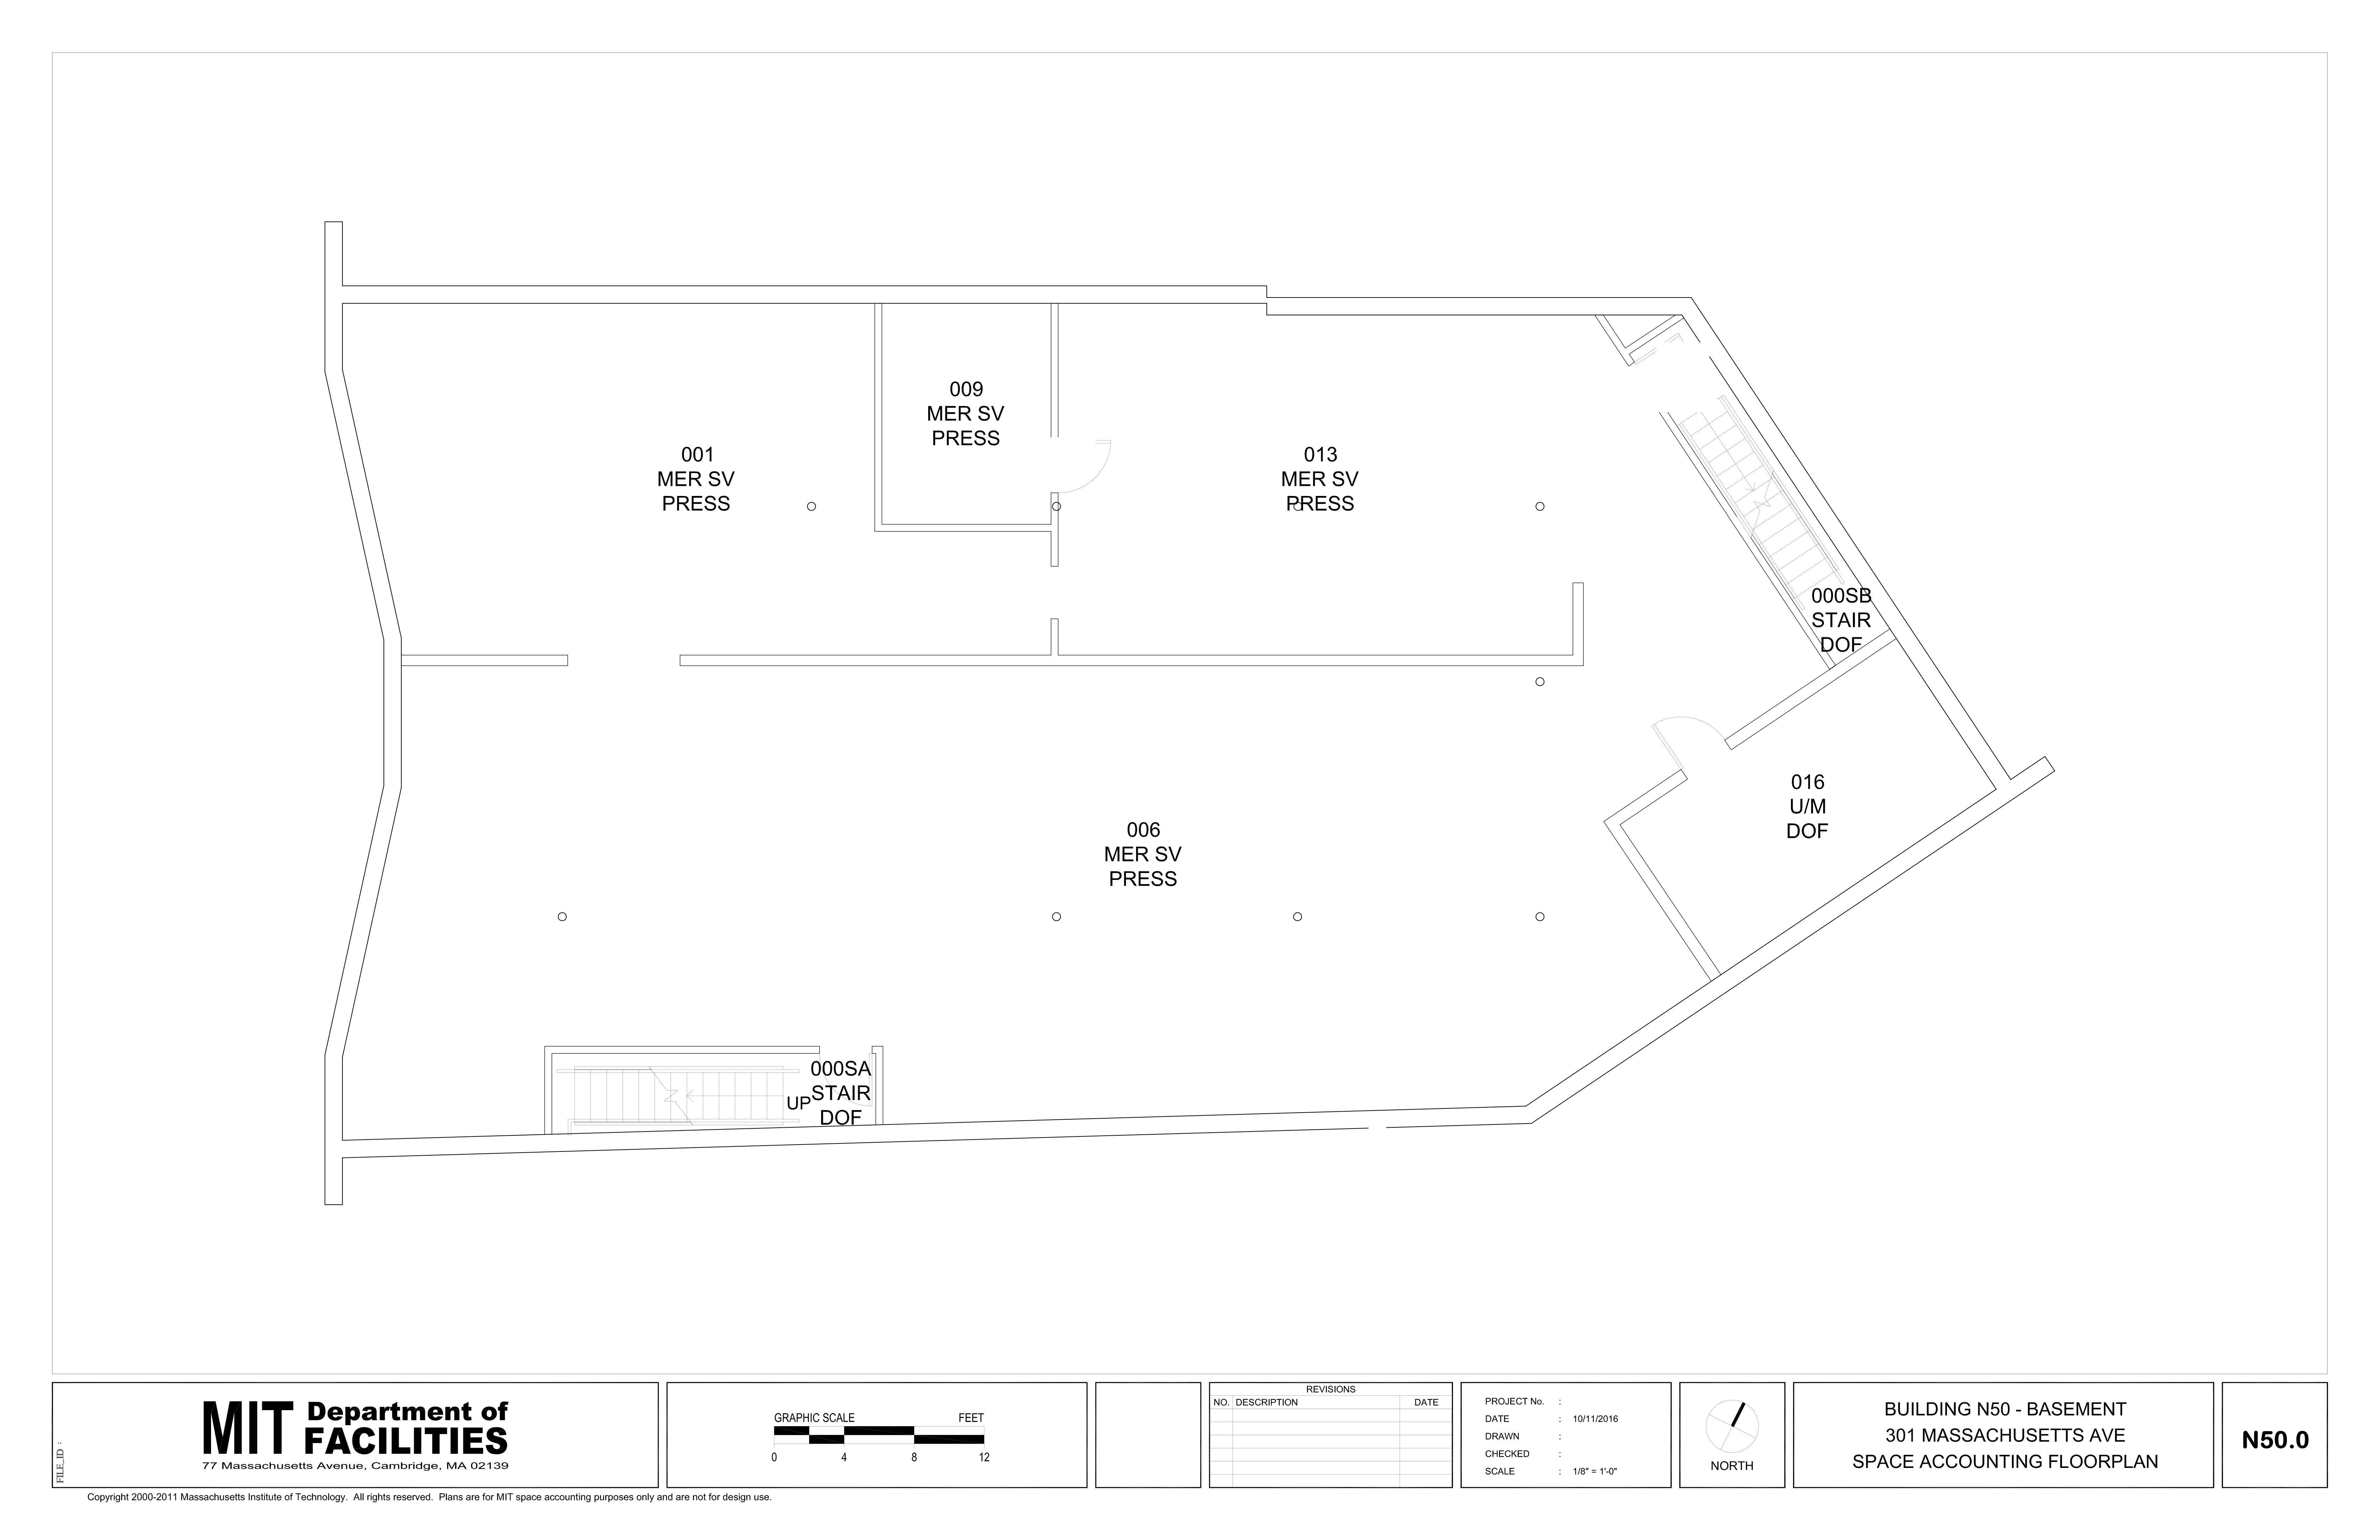 009
MER SV
PRESS
001
MER SV
PRESS
013
MER SV
PRESS
000SB
STAIR
DOF
016
U/M
DOF
006
MER SV
PRESS
000SA
STAIR
DOF
UP
FILE_ID :
MIT Department of
FACILITIES
77 Massachusetts Avenue, Cambridge, MA 02139
GRAPHIC SCALE FEET
0 4 8 12
REVISIONS
NO. DESCRIPTION DATE
PROJECT No. :
DATE : 10/11/2016
DRAWN :
CHECKED :
SCALE : 1/8" = 1'-0"
NORTH
BUILDING N50 - BASEMENT
301 MASSACHUSETTS AVE
SPACE ACCOUNTING FLOORPLAN
N50.0
Copyright 2000-2011 Massachusetts Institute of Technology. All rights reserved. Plans are for MIT space accounting purposes only and are not for design use.